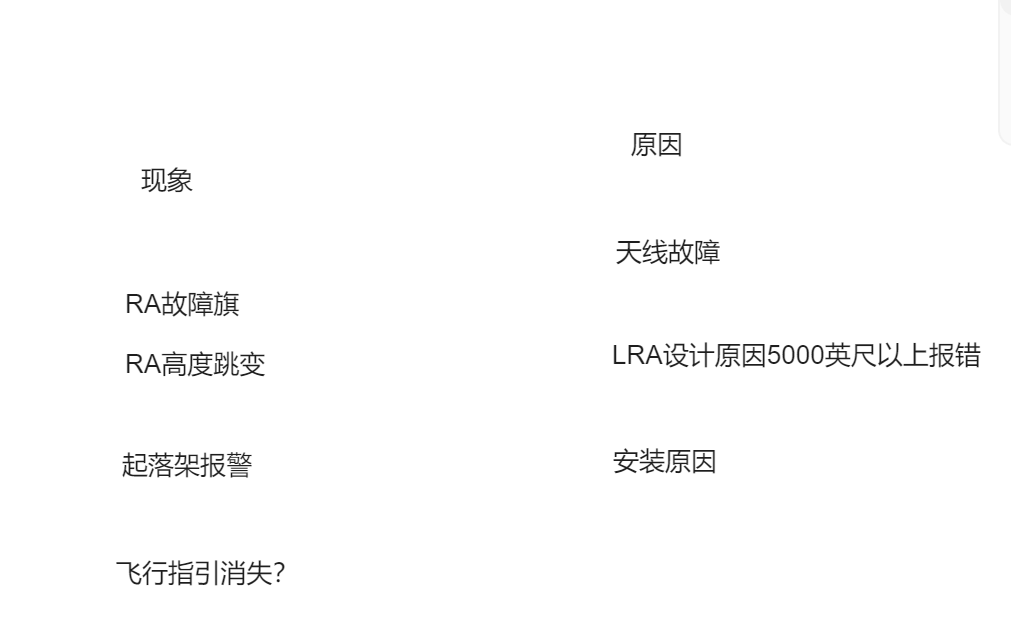 现象
RA故障旗
RA高度跳变
起落架报警
飞行指引消失?
原因
天线故障
LRA设计原因5000英尺以上报错
安装原因